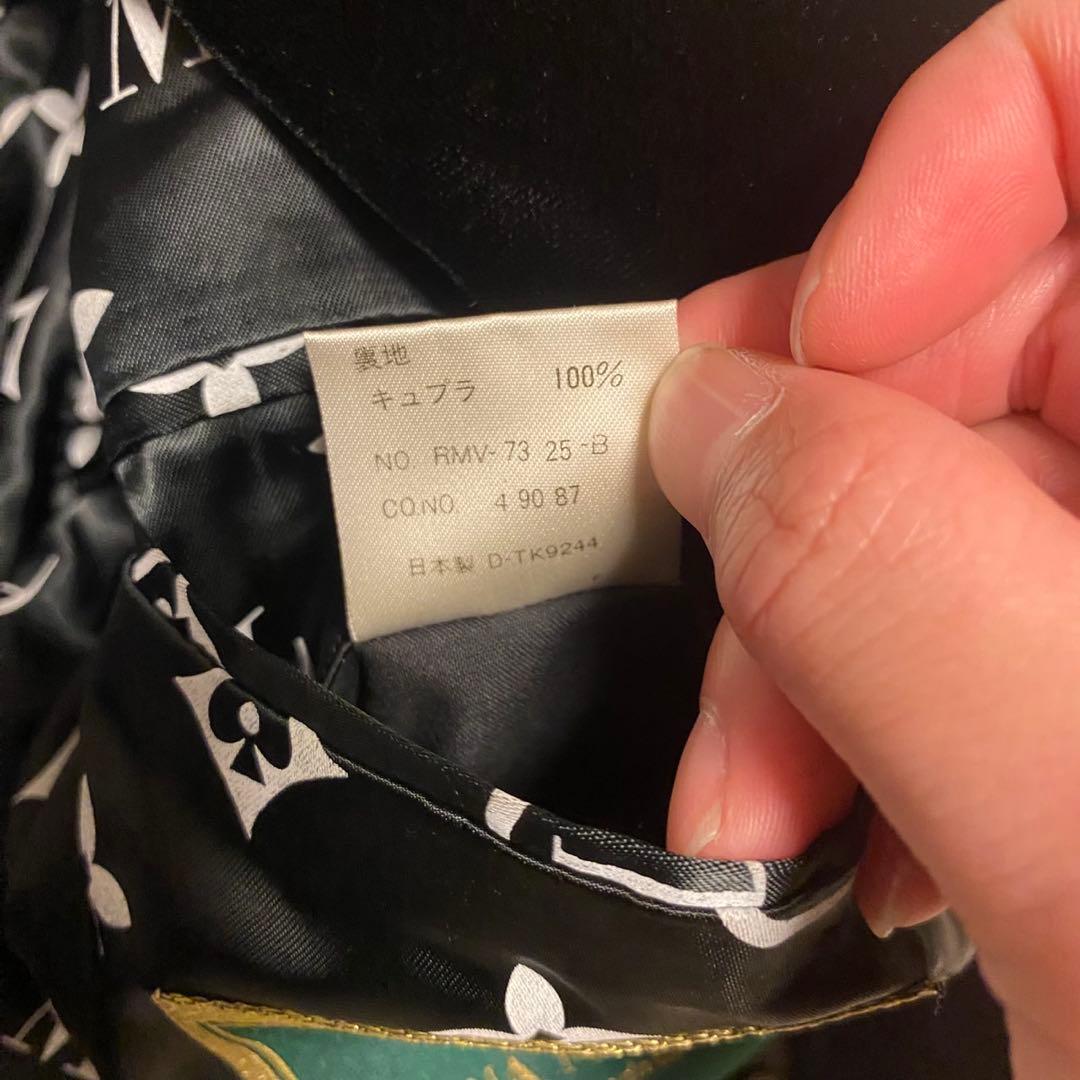 裏地
キュプラ 100%
NO. RMV-73 25-B
CO.NO. 4 90 87
日本製 D-TK9244